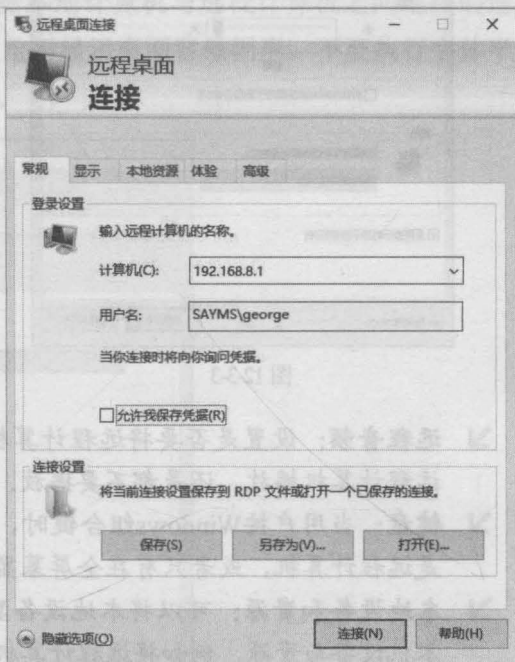 远程桌面连接
远程桌面
连接
常规 显示 本地资源 体验 高级
登录设置
输入远程计算机的名称。
计算机(C): 192.168.8.1
用户名: SAYMS\george
当你连接时将向你询问凭据。
允许我保存凭据(R)
连接设置
将当前连接设置保存到 RDP 文件或打开一个已保存的连接。
保存(S) 另存为(V)... 打开(E)...
隐藏选项(O) 连接(N) 帮助(H)